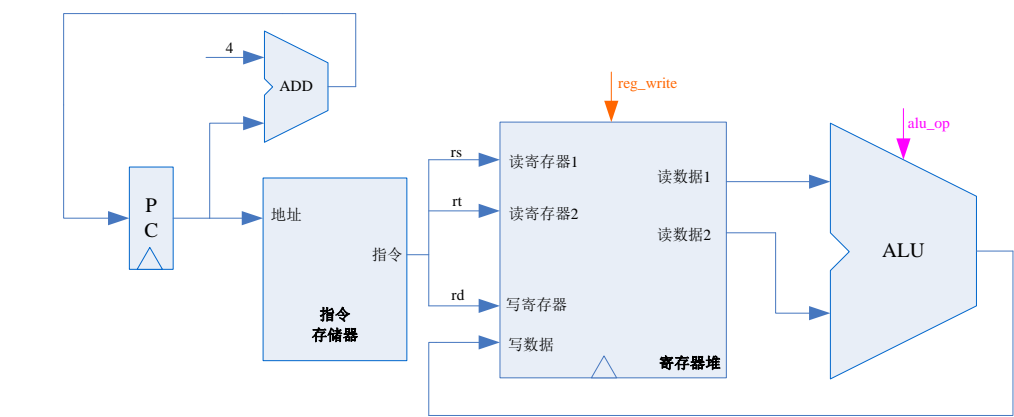 4
ADD
reg_write
alu_op
P
C
地址
指令
指令
存储器
rs
rt
rd
读寄存器1
读寄存器2
写寄存器
写数据
读数据1
读数据2
寄存器堆
ALU